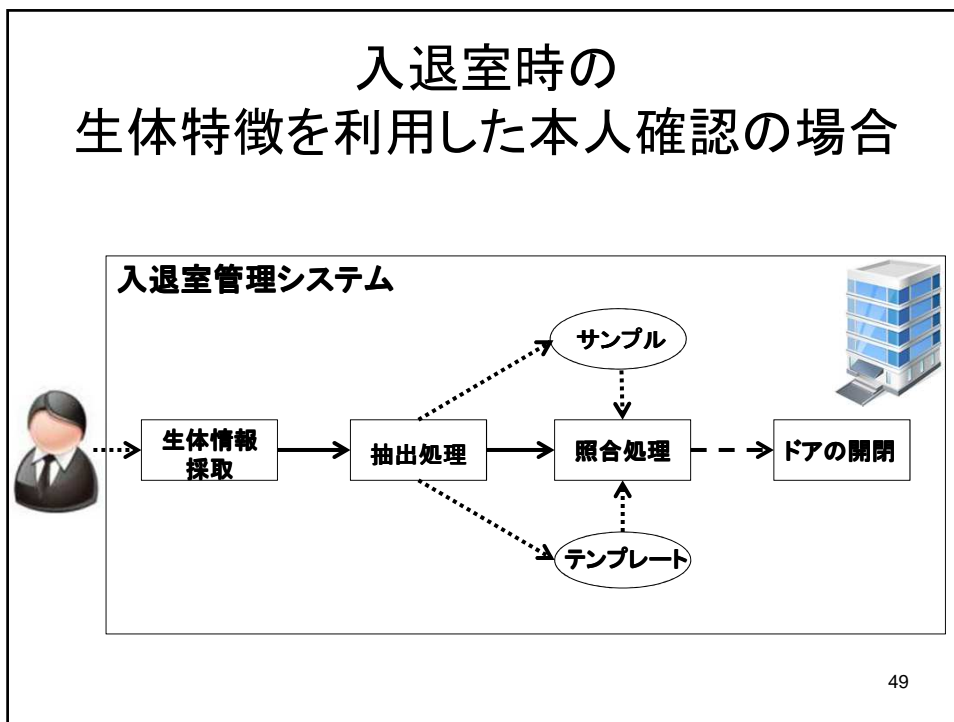 入退室時の
生体特徴を利用した本人確認の場合
入退室管理システム
サンプル
生体情報
採取
抽出処理
照合処理
ドアの開閉
テンプレート
49